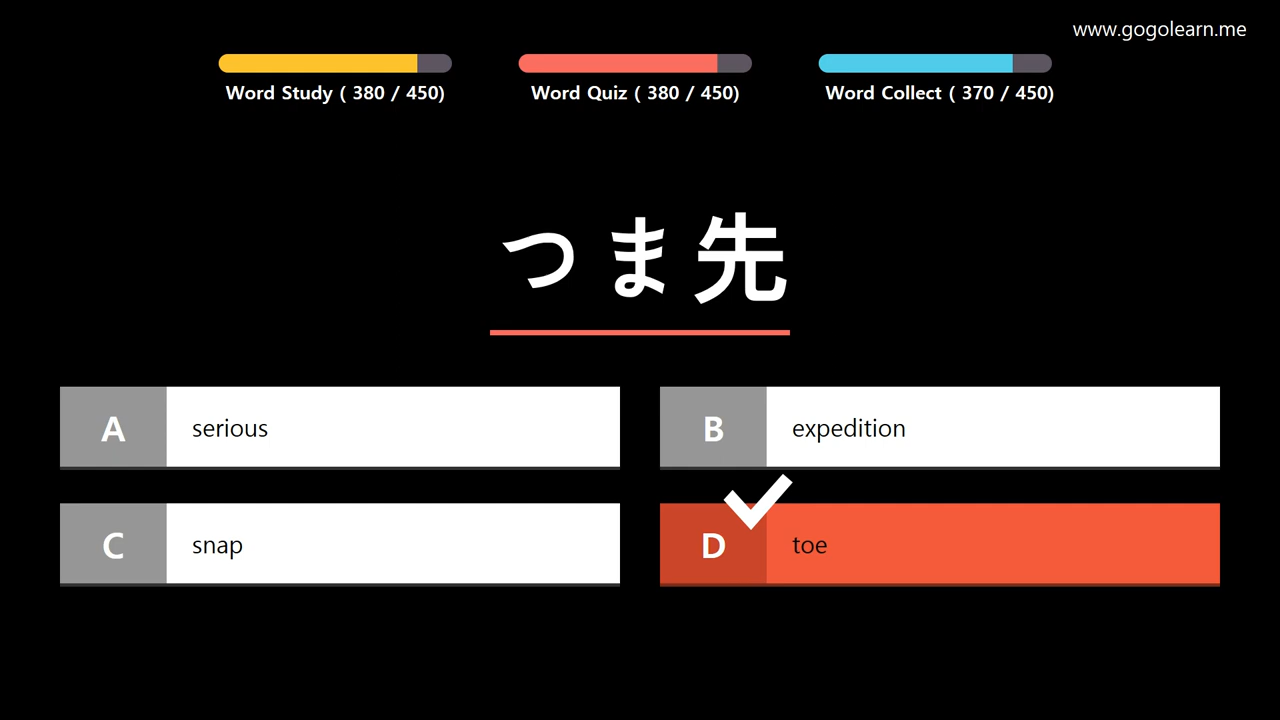 www.gogolearn.me
Word Study ( 380 / 450)
Word Quiz ( 380 / 450)
Word Collect ( 370 / 450)
つま先
A serious
B expedition
C snap
D toe